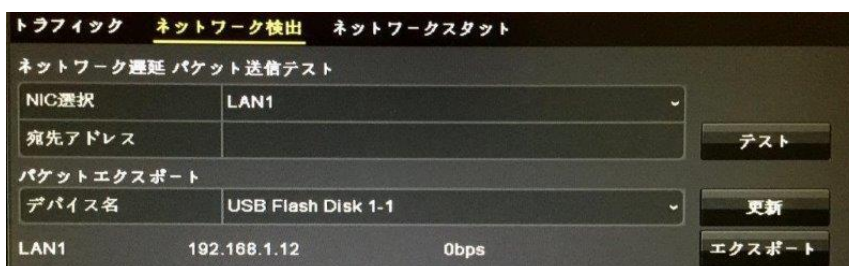 トラフィック ネットワーク検出 ネットワークスタット
ネットワーク遅延 パケット送信テスト
NIC選択 LAN1
宛先アドレス テスト
パケットエクスポート
デバイス名 USB Flash Disk 1-1 更新
LAN1 192.168.1.12 0bps エクスポート